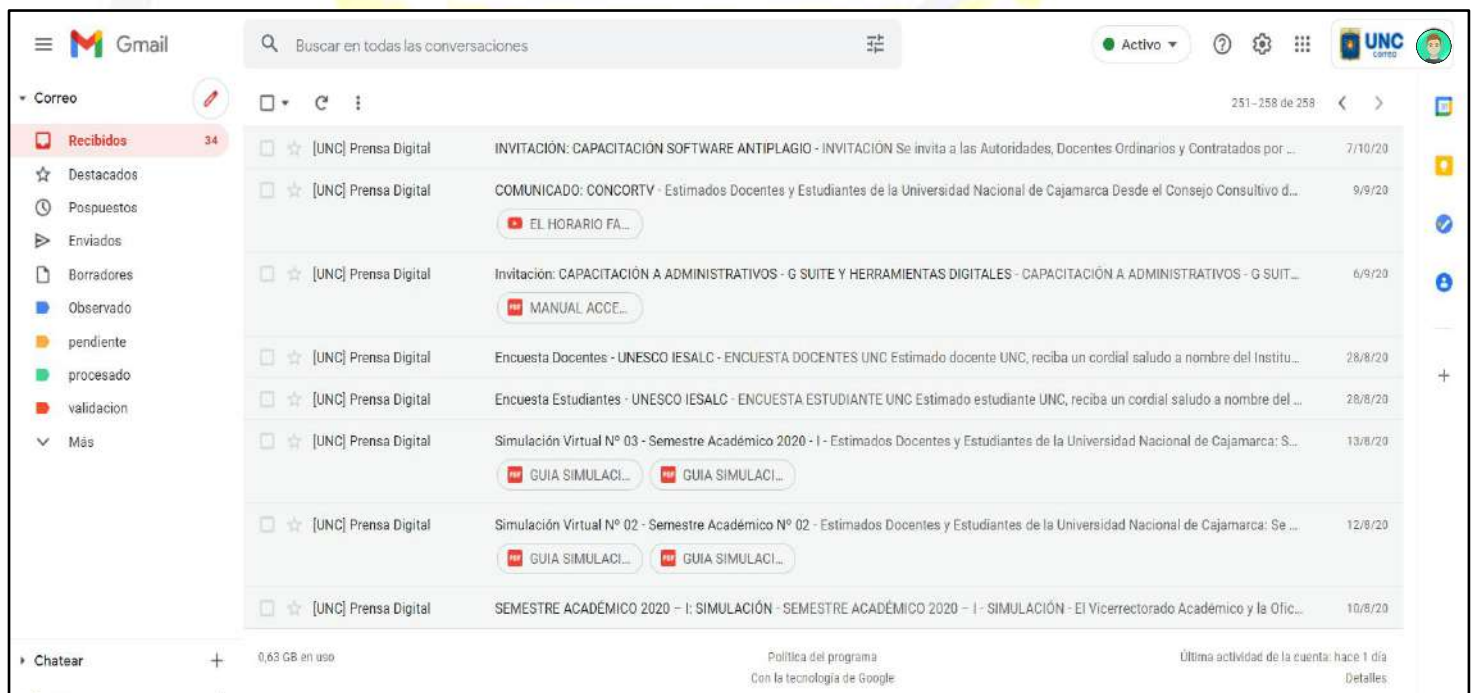 Gmail
Buscar en todas las conversaciones
Activo
UNC
correo
Correo
251–258 de 258
Recibidos 34
Destacados
Pospuestos
Enviados
Borradores
Observado
pendiente
procesado
validacion
Más
[UNC] Prensa Digital INVITACIÓN: CAPACITACIÓN SOFTWARE ANTIPLAGIO - INVITACIÓN Se invita a las Autoridades, Docentes Ordinarios y Contratados por ... 7/10/20
[UNC] Prensa Digital COMUNICADO: CONCORTV - Estimados Docentes y Estudiantes de la Universidad Nacional de Cajamarca Desde el Consejo Consultivo d... 9/9/20
EL HORARIO FA...
[UNC] Prensa Digital Invitación: CAPACITACIÓN A ADMINISTRATIVOS - G SUITE Y HERRAMIENTAS DIGITALES - CAPACITACIÓN A ADMINISTRATIVOS - G SUIT... 6/9/20
PDF MANUAL ACCE...
[UNC] Prensa Digital Encuesta Docentes - UNESCO IESALC - ENCUESTA DOCENTES UNC Estimado docente UNC, reciba un cordial saludo a nombre del Institu... 28/8/20
[UNC] Prensa Digital Encuesta Estudiantes - UNESCO IESALC - ENCUESTA ESTUDIANTE UNC Estimado estudiante UNC, reciba un cordial saludo a nombre del ... 28/8/20
[UNC] Prensa Digital Simulación Virtual Nº 03 - Semestre Académico 2020 - I - Estimados Docentes y Estudiantes de la Universidad Nacional de Cajamarca: S... 13/8/20
PDF GUIA SIMULACI... PDF GUIA SIMULACI...
[UNC] Prensa Digital Simulación Virtual Nº 02 - Semestre Académico Nº 02 - Estimados Docentes y Estudiantes de la Universidad Nacional de Cajamarca: Se ... 12/8/20
PDF GUIA SIMULACI... PDF GUIA SIMULACI...
[UNC] Prensa Digital SEMESTRE ACADÉMICO 2020 – I: SIMULACIÓN - SEMESTRE ACADÉMICO 2020 – I - SIMULACIÓN - El Vicerrectorado Académico y la Ofic... 10/8/20
Chatear
0,63 GB en uso
Política del programa
Con la tecnología de Google
Última actividad de la cuenta: hace 1 día
Detalles